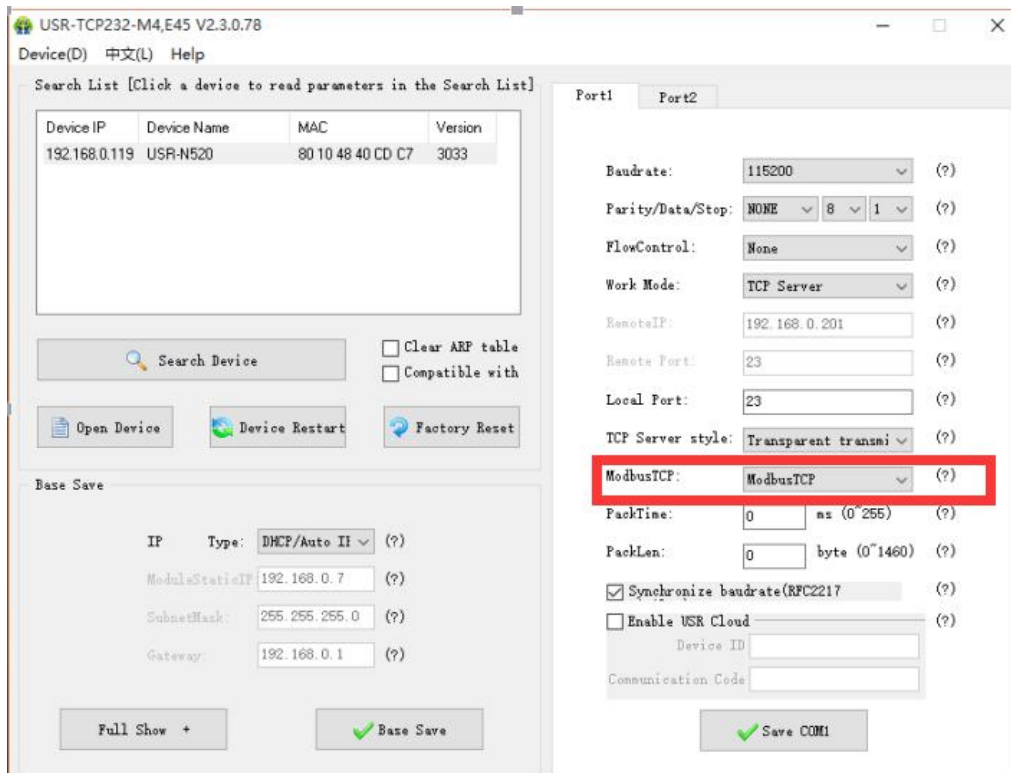 USR-TCP232-M4,E45 V2.3.0.78
Device(D) 中文(L) Help
Search List [Click a device to read parameters in the Search List]
Device IP Device Name MAC Version
192.168.0.119 USR-N520 80 10 48 40 CD C7 3033
Search Device
Clear ARP table
Compatible with
Open Device Device Restart Factory Reset
Base Save
IP Type: DHCP/Auto IF (?)
ModuleStaticIP 192.168.0.7 (?)
SubnetMask: 255.255.255.0 (?)
Gateway: 192.168.0.1 (?)
Full Show + Base Save
Port1 Port2
Baudrate: 115200 (?)
Parity/Data/Stop: NONE 8 1 (?)
FlowControl: None (?)
Work Mode: TCP Server (?)
RemoteIP: 192.168.0.201 (?)
Remote Port: 23 (?)
Local Port: 23 (?)
TCP Server style: Transparent transmi (?)
ModbusTCP: ModbusTCP (?)
PackTime: 0 ms (0~255) (?)
PackLen: 0 byte (0~1460) (?)
Synchronize baudrate(RFC2217 (?)
Enable USR Cloud (?)
Device ID
Communication Code
Save COM1